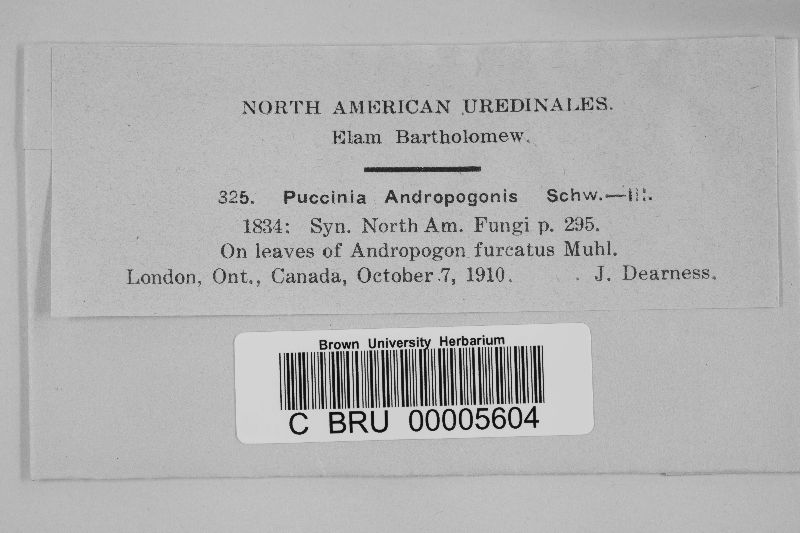 NORTH AMERICAN UREDINALES.
Elam Bartholomew.
325. Puccinia Andropogonis Schw.—III.
1834: Syn. North Am. Fungi p. 295.
On leaves of Andropogon furcatus Muhl.
London, Ont., Canada, October 7, 1910. J. Dearness.
Brown University Herbarium
C BRU 00005604